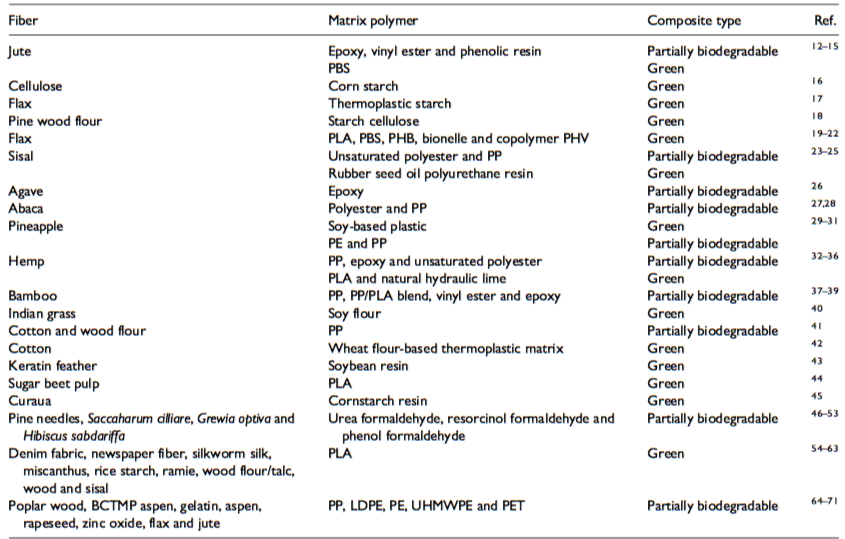 Fiber Matrix polymer Composite type Ref.
Jute Epoxy, vinyl ester and phenolic resin Partially biodegradable 12–15
PBS Green
Cellulose Corn starch Green 16
Flax Thermoplastic starch Green 17
Pine wood flour Starch cellulose Green 18
Flax PLA, PBS, PHB, bionelle and copolymer PHV Green 19–22
Sisal Unsaturated polyester and PP Partially biodegradable 23–25
Rubber seed oil polyurethane resin Green
Agave Epoxy Partially biodegradable 26
Abaca Polyester and PP Partially biodegradable 27,28
Pineapple Soy-based plastic Green 29–31
PE and PP Partially biodegradable
Hemp PP, epoxy and unsaturated polyester Partially biodegradable 32–36
PLA and natural hydraulic lime Green
Bamboo PP, PP/PLA blend, vinyl ester and epoxy Partially biodegradable 37–39
Indian grass Soy flour Green 40
Cotton and wood flour PP Partially biodegradable 41
Cotton Wheat flour-based thermoplastic matrix Green 42
Keratin feather Soybean resin Green 43
Sugar beet pulp PLA Green 44
Curaua Cornstarch resin Green 45
Pine needles, Saccaharum cilliare, Grewia optiva and Urea formaldehyde, resorcinol formaldehyde and Partially biodegradable 46–53
Hibiscus sabdariffa phenol formaldehyde
Denim fabric, newspaper fiber, silkworm silk, PLA Green 54–63
miscanthus, rice starch, ramie, wood flour/talc,
wood and sisal
Poplar wood, BCTMP aspen, gelatin, aspen, PP, LDPE, PE, UHMWPE and PET Partially biodegradable 64–71
rapeseed, zinc oxide, flax and jute